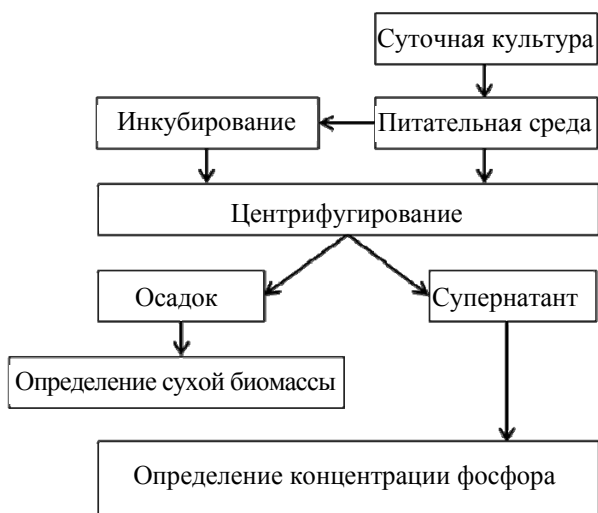 Суточная культура
Инкубирование
Питательная среда
Центрифугирование
Осадок
Супернатант
Определение сухой биомассы
Определение концентрации фосфора